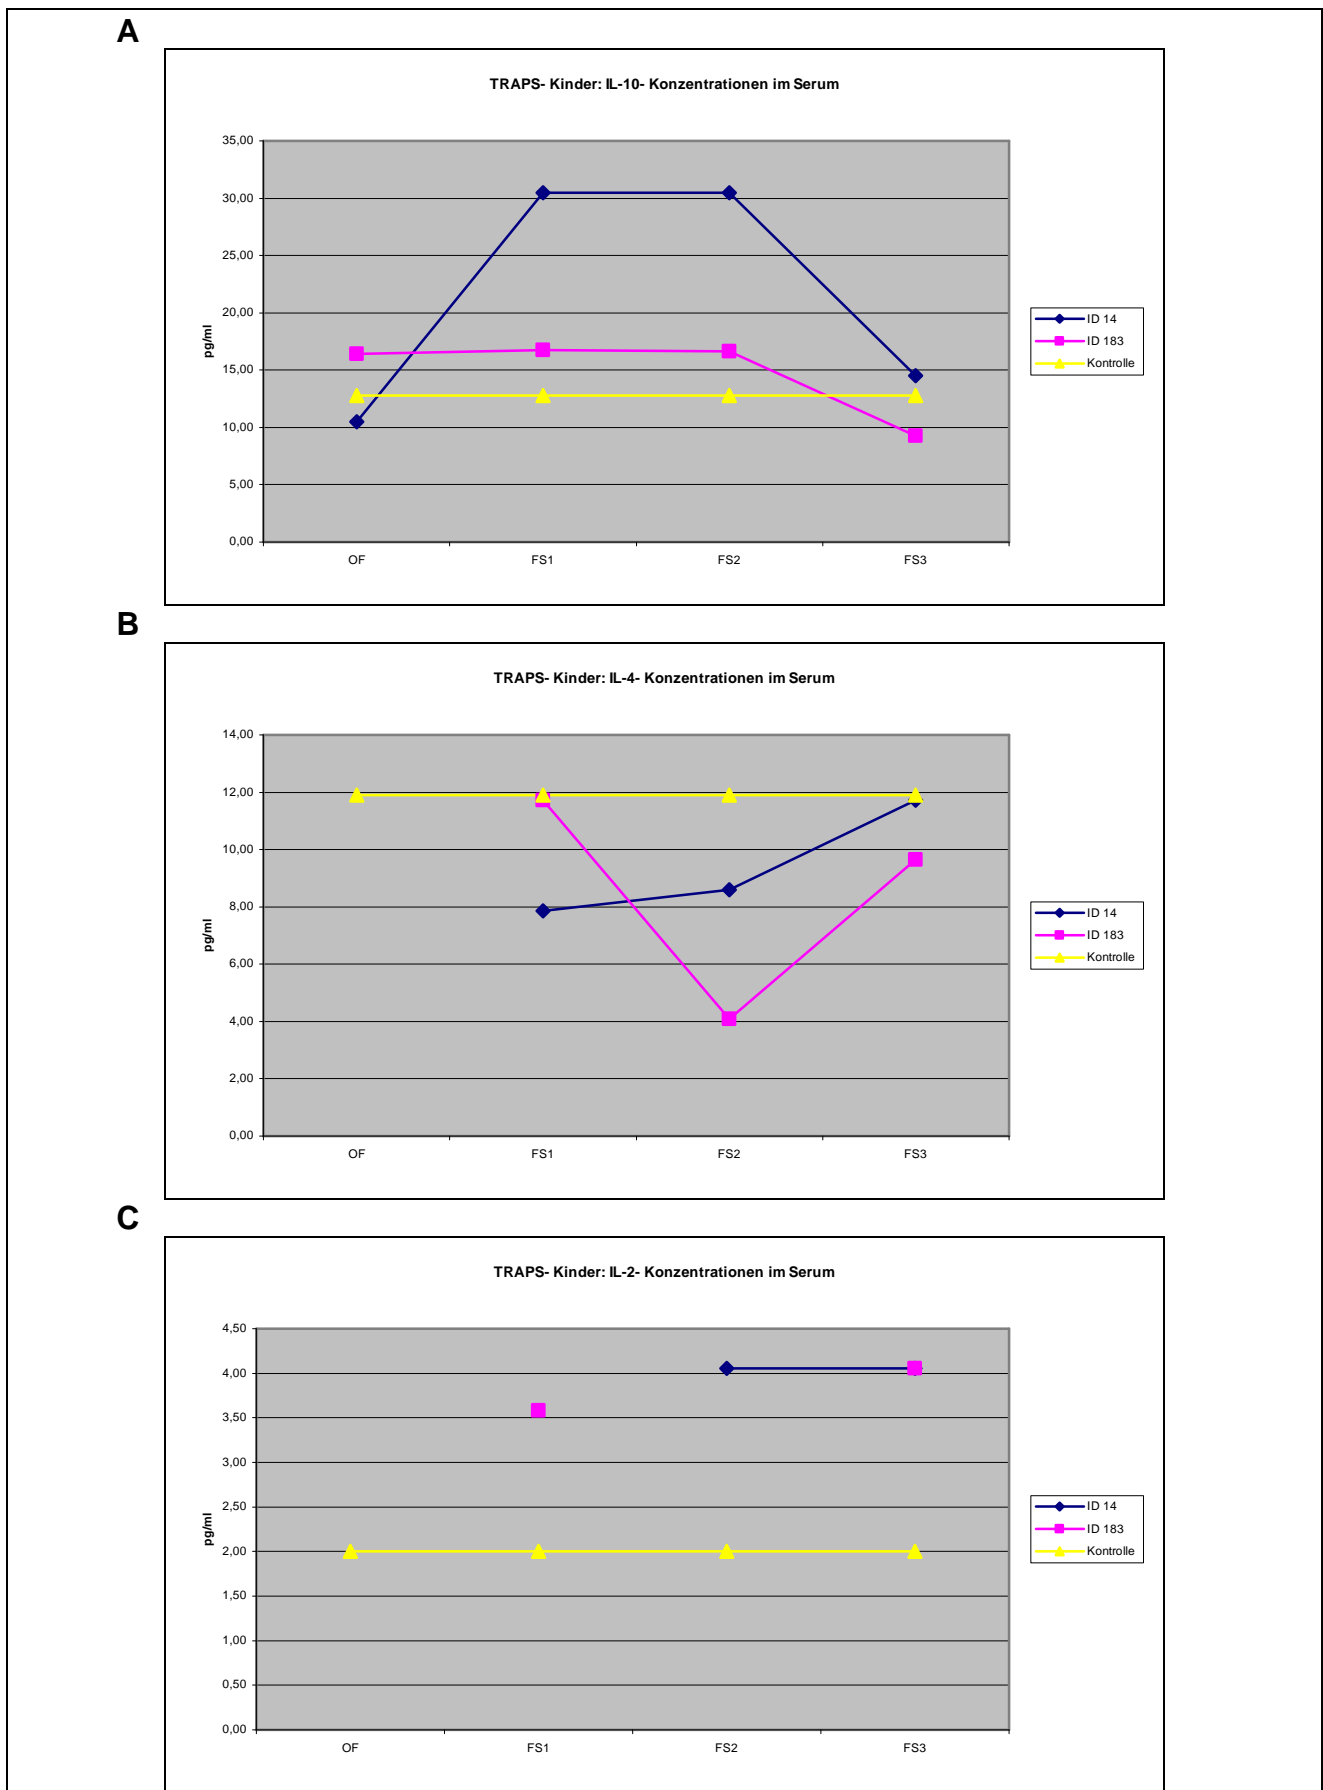 A
TRAPS- Kinder: IL-10- Konzentrationen im Serum
35,00
30,00
25,00
20,00
15,00
10,00
5,00
0,00
pg/ml
OF FS1 FS2 FS3
ID 14
ID 183
Kontrolle
B
TRAPS- Kinder: IL-4- Konzentrationen im Serum
14,00
12,00
10,00
8,00
6,00
4,00
2,00
0,00
pg/ml
OF FS1 FS2 FS3
ID 14
ID 183
Kontrolle
C
TRAPS- Kinder: IL-2- Konzentrationen im Serum
4,50
4,00
3,50
3,00
2,50
2,00
1,50
1,00
0,50
0,00
pg/ml
OF FS1 FS2 FS3
ID 14
ID 183
Kontrolle